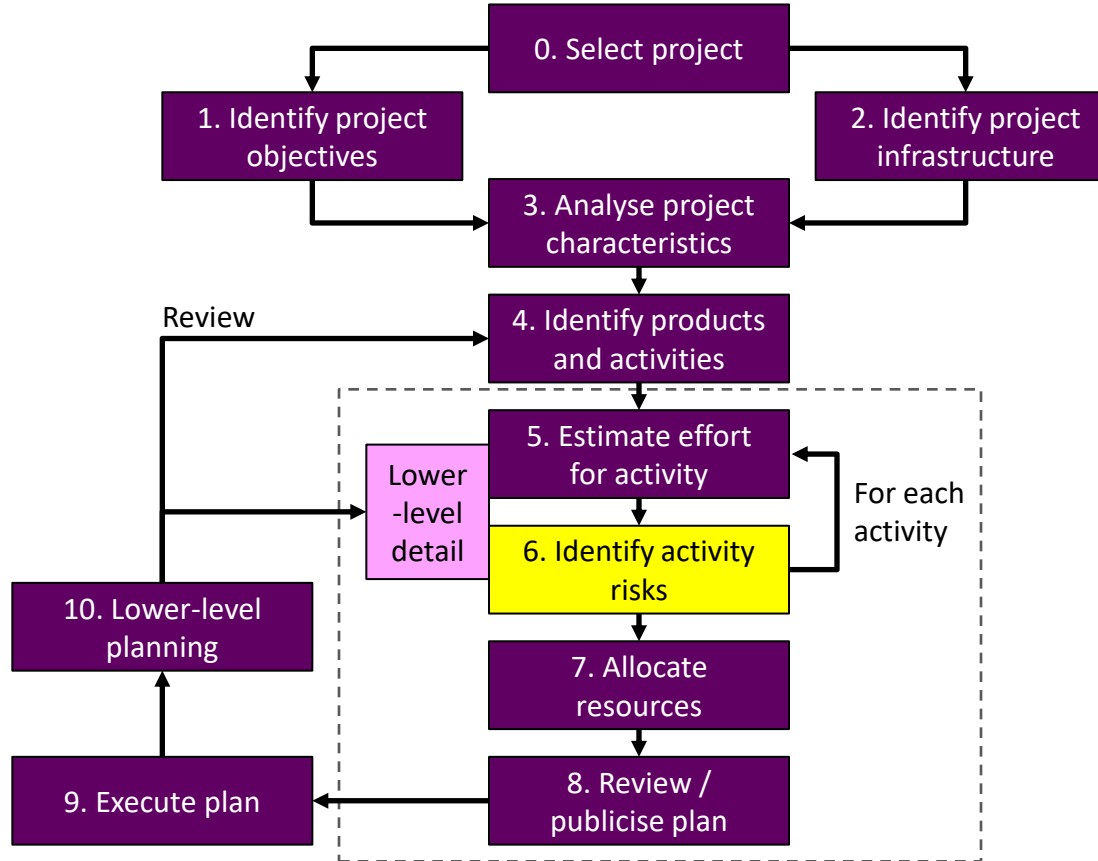 0. Select project
1. Identify project
objectives
2. Identify project
infrastructure
3. Analyse project
characteristics
Review
4. Identify products
and activities
5. Estimate effort
for activity
Lower
-level
detail
For each
activity
6. Identify activity
risks
10. Lower-level
planning
7. Allocate
resources
9. Execute plan
8. Review /
publicise plan